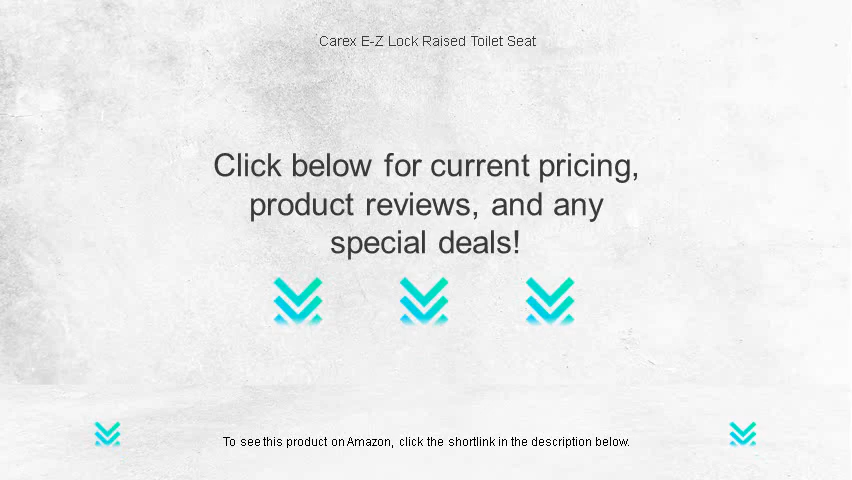 Carex E-Z Lock Raised Toilet Seat
Click below for current pricing,
product reviews, and any
special deals!
To see this product on Amazon, click the shortlink in the description below.